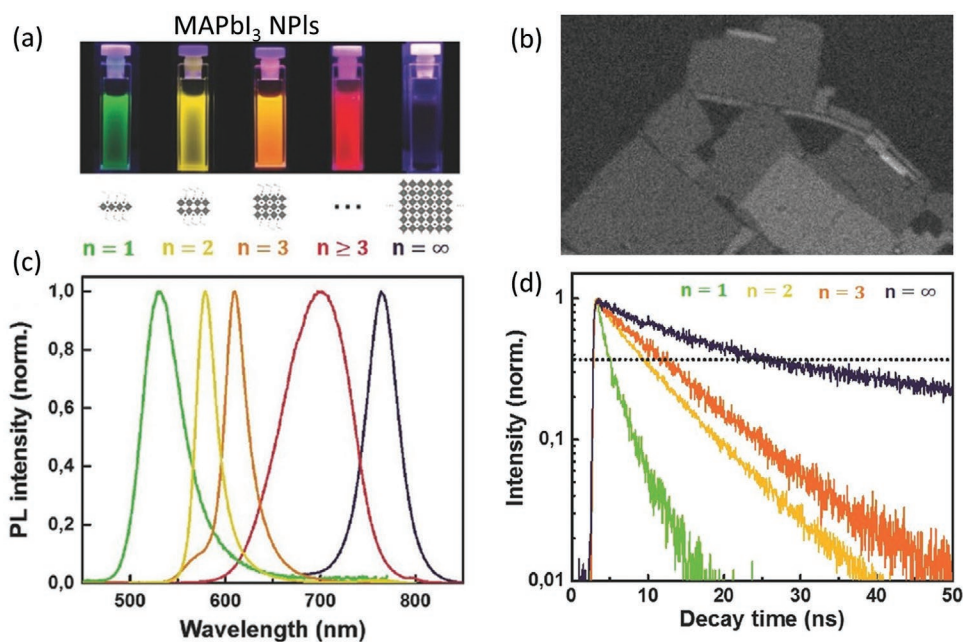 MAPbI₃ NPls
(a)
(b)
n = 1 n = 2 n = 3 n ≥ 3 n = ∞
(c)
1,0
0,8
0,6
0,4
0,2
0,0
PL intensity (norm.)
500 600 700 800
Wavelength (nm)
(d)
n = 1 n = 2 n = 3 n = ∞
1
0,1
0,01
Intensity (norm.)
0 10 20 30 40 50
Decay time (ns)